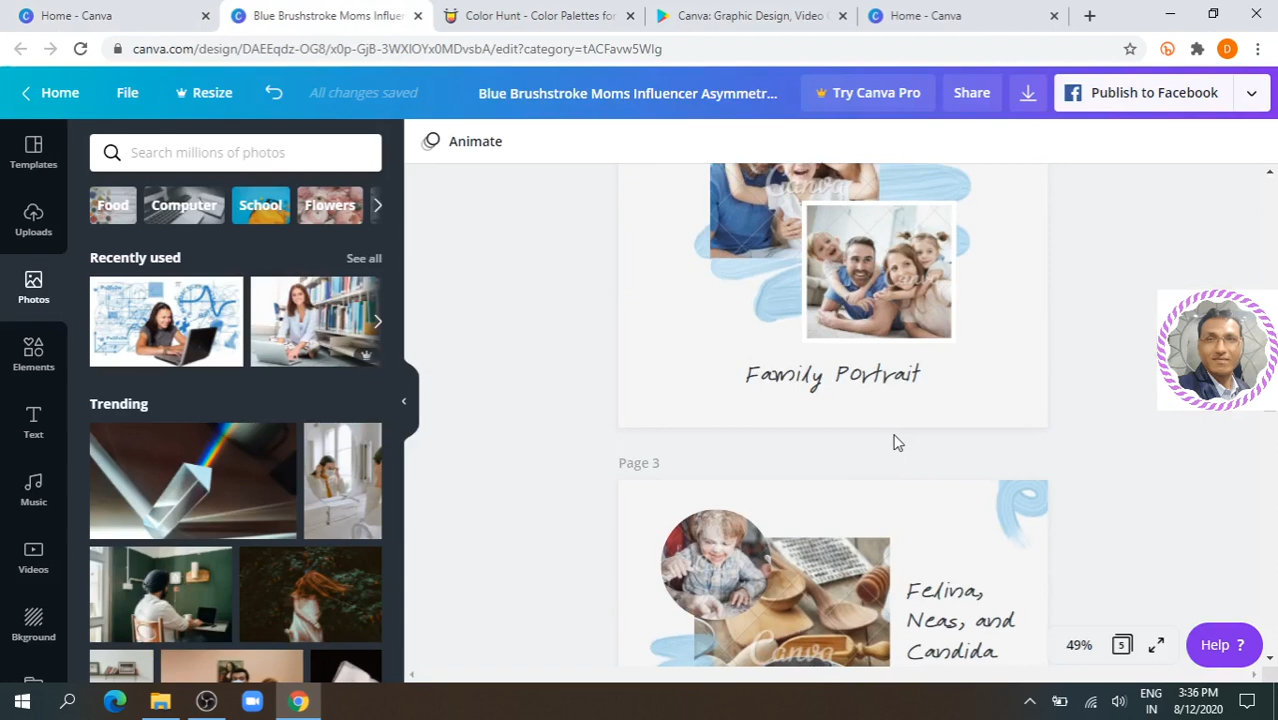 Home - Canva
Blue Brushstroke Moms Influen
Color Hunt - Color Palettes for
Canva: Graphic Design, Video C
Home - Canva
canva.com/design/DAEEqdz-OG8/x0p-GjB-3WXIOYx0MDvsbA/edit?category=tACFavw5WIg
D
Home
File
Resize
All changes saved
Blue Brushstroke Moms Influencer Asymmetr...
Try Canva Pro
Share
Publish to Facebook
Animate
Templates
Uploads
Photos
Elements
Text
Music
Videos
Bkground
Search millions of photos
Food
Computer
School
Flowers
Recently used
See all
Trending
Canva
Family Portrait
Page 3
Felina,
Neas, and
Candida
Canva
49%
5
Help ?
ENG
IN
3:36 PM
8/12/2020